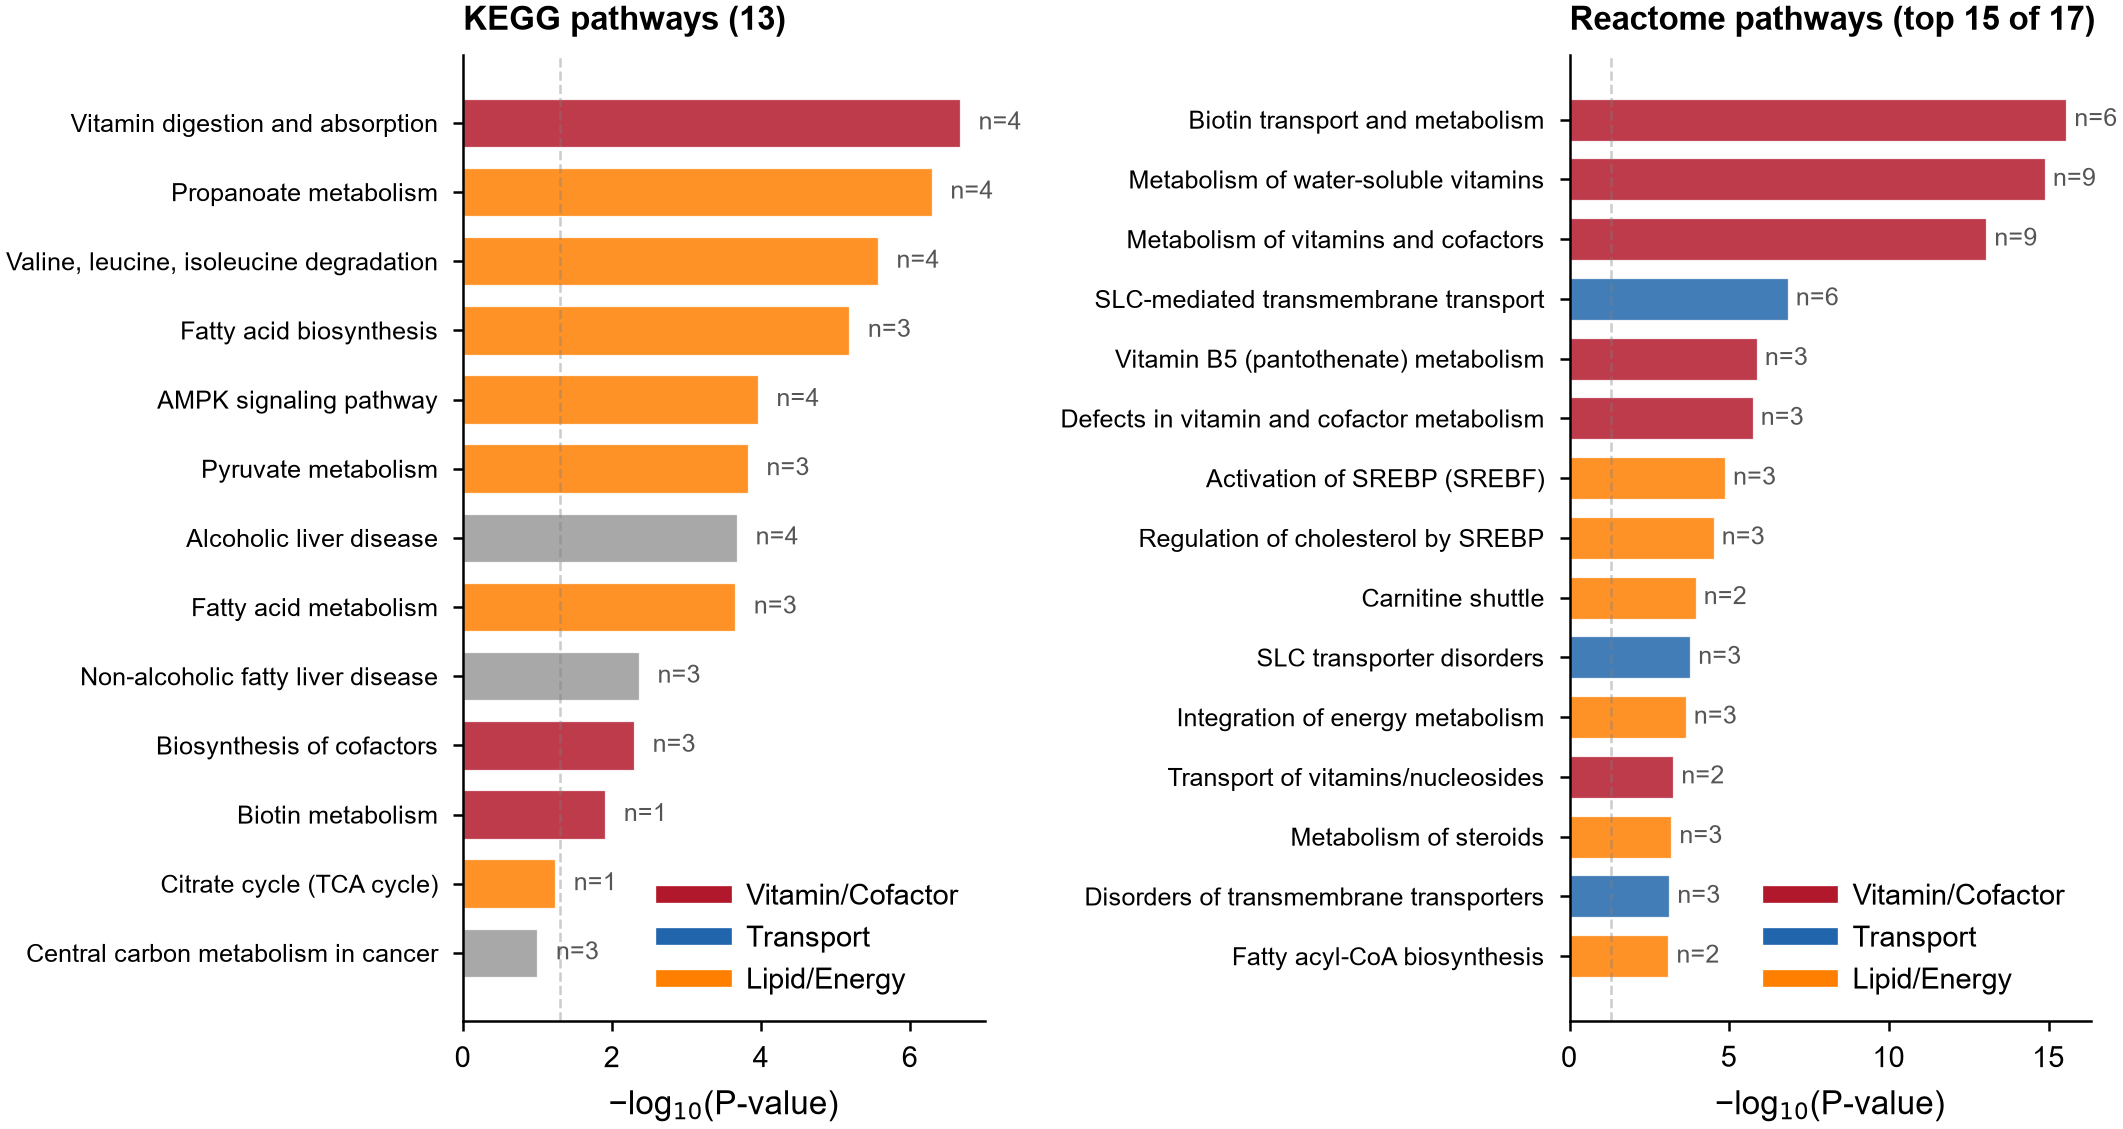 KEGG pathways (13)
Vitamin digestion and absorption n=4
Propanoate metabolism n=4
Valine, leucine, isoleucine degradation n=4
Fatty acid biosynthesis n=3
AMPK signaling pathway n=4
Pyruvate metabolism n=3
Alcoholic liver disease n=4
Fatty acid metabolism n=3
Non-alcoholic fatty liver disease n=3
Biosynthesis of cofactors n=3
Biotin metabolism n=1
Citrate cycle (TCA cycle) n=1
Central carbon metabolism in cancer n=3
Vitamin/Cofactor
Transport
Lipid/Energy
0 2 4 6
−log₁₀(P-value)
Reactome pathways (top 15 of 17)
Biotin transport and metabolism n=6
Metabolism of water-soluble vitamins n=9
Metabolism of vitamins and cofactors n=9
SLC-mediated transmembrane transport n=6
Vitamin B5 (pantothenate) metabolism n=3
Defects in vitamin and cofactor metabolism n=3
Activation of SREBP (SREBF) n=3
Regulation of cholesterol by SREBP n=3
Carnitine shuttle n=2
SLC transporter disorders n=3
Integration of energy metabolism n=3
Transport of vitamins/nucleosides n=2
Metabolism of steroids n=3
Disorders of transmembrane transporters n=3
Fatty acyl-CoA biosynthesis n=2
Vitamin/Cofactor
Transport
Lipid/Energy
0 5 10 15
−log₁₀(P-value)